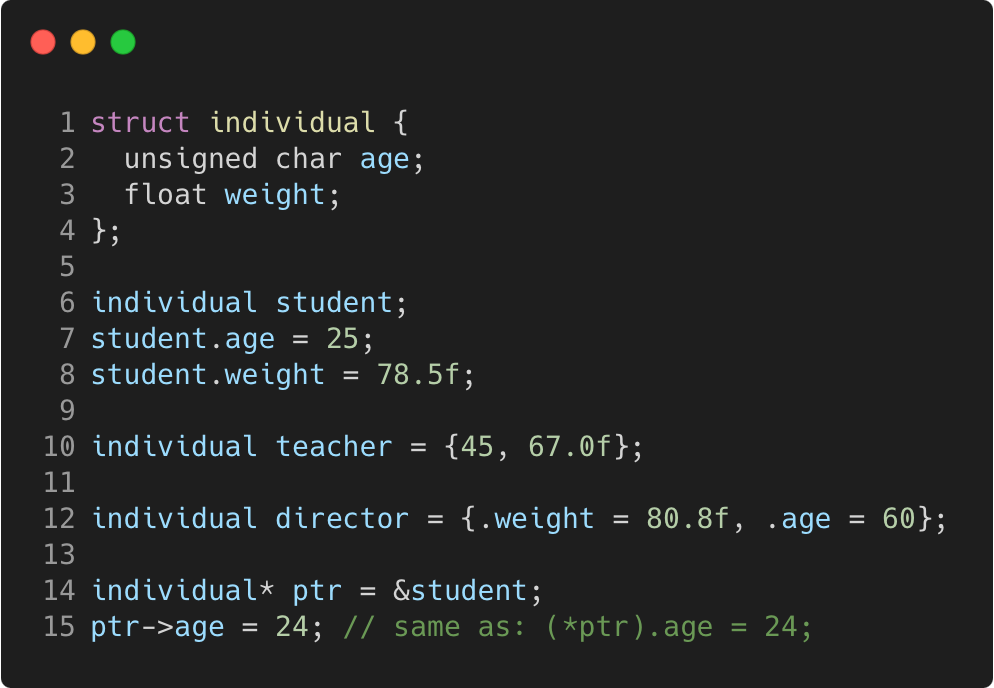 1 struct individual {
2   unsigned char age;
3   float weight;
4 };
5
6 individual student;
7 student.age = 25;
8 student.weight = 78.5f;
9
10 individual teacher = {45, 67.0f};
11
12 individual director = {.weight = 80.8f, .age = 60};
13
14 individual* ptr = &student;
15 ptr->age = 24; // same as: (*ptr).age = 24;